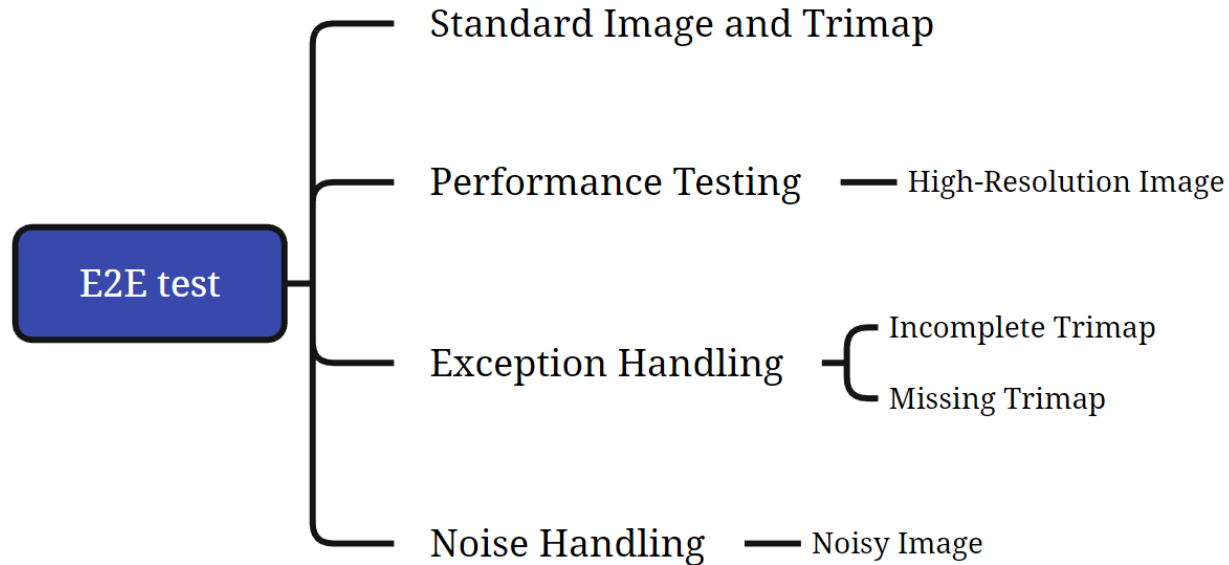 Standard Image and Trimap
Performance Testing
High-Resolution Image
E2E test
Exception Handling
Incomplete Trimap
Missing Trimap
Noise Handling
Noisy Image